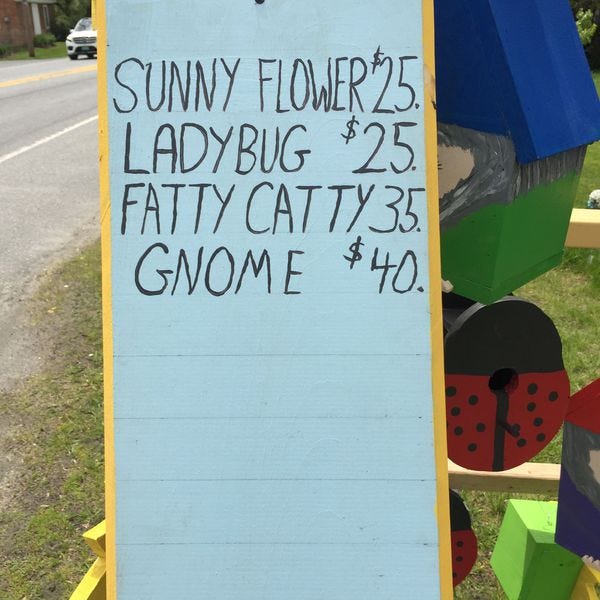 SUNNY FLOWER $25.
LADYBUG $25.
FATTY CATTY 35.
GNOME $40.